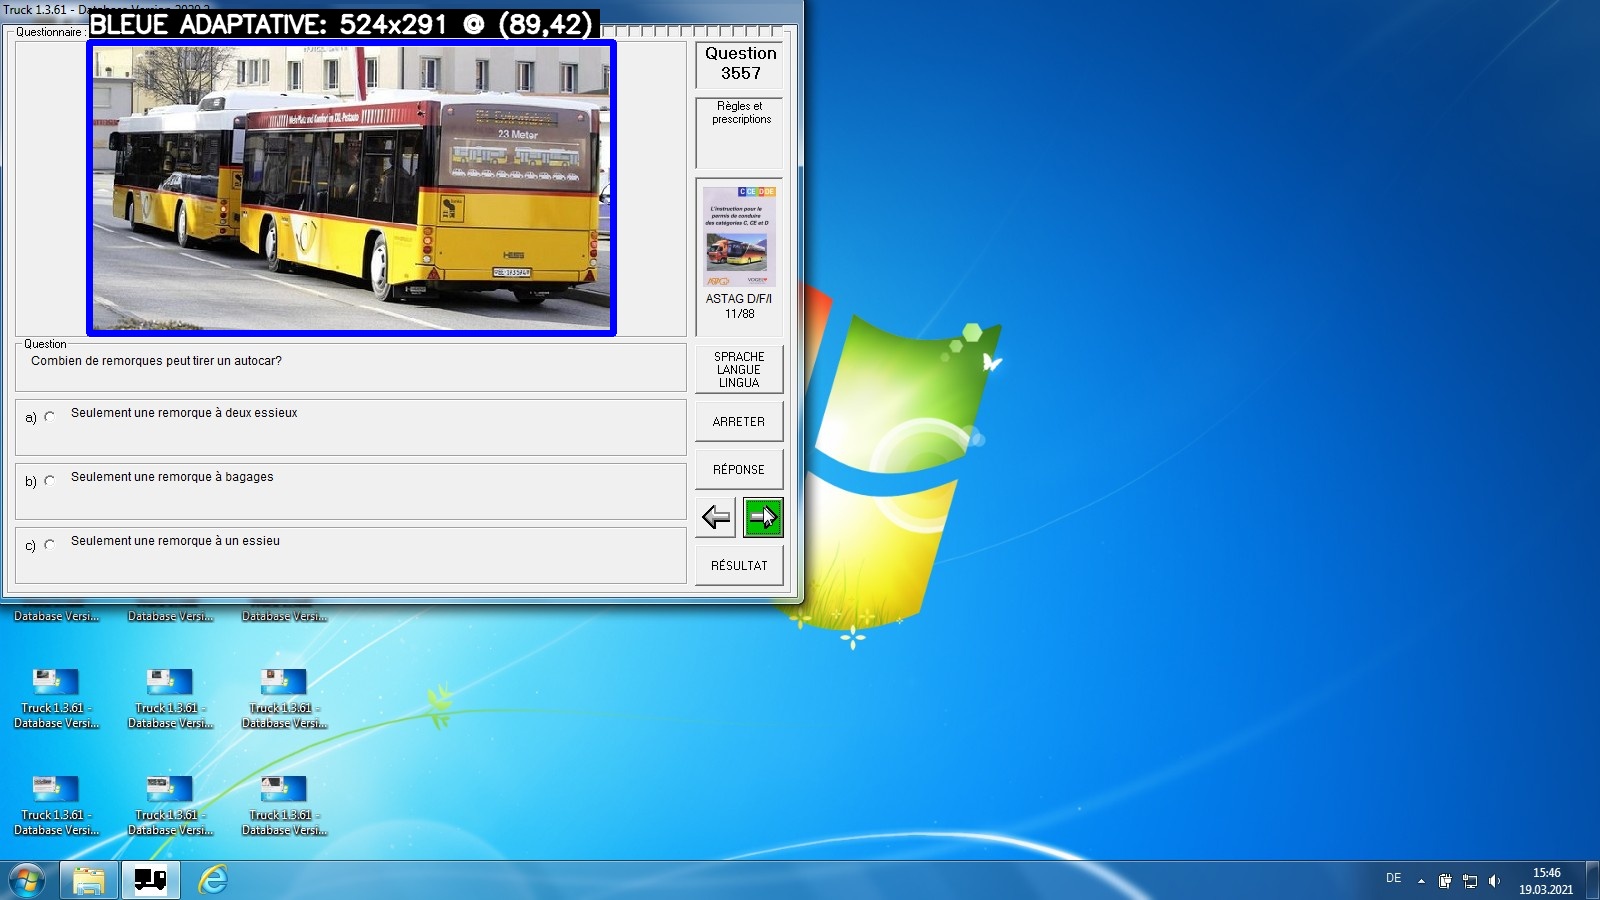 Truck 1.3.61 - Database Version 2020.2
BLEUE ADAPTATIVE: 524x291 @ (89,42)
Questionnaire :
Question
3557
Règles et
prescriptions
23 Meter
HESS
C CE D DE
L'instruction pour le
permis de conduire
des catégories C, CE et D
ASTAG D/F/I
11/88
Question
Combien de remorques peut tirer un autocar?
SPRACHE
LANGUE
LINGUA
a) Seulement une remorque à deux essieux
ARRETER
b) Seulement une remorque à bagages
RÉPONSE
c) Seulement une remorque à un essieu
RÉSULTAT
Database Versi... Database Versi... Database Versi...
Truck 1.3.61 - Truck 1.3.61 - Truck 1.3.61 -
Database Versi... Database Versi... Database Versi...
Truck 1.3.61 - Truck 1.3.61 - Truck 1.3.61 -
Database Versi... Database Versi... Database Versi...
DE
15:46
19.03.2021